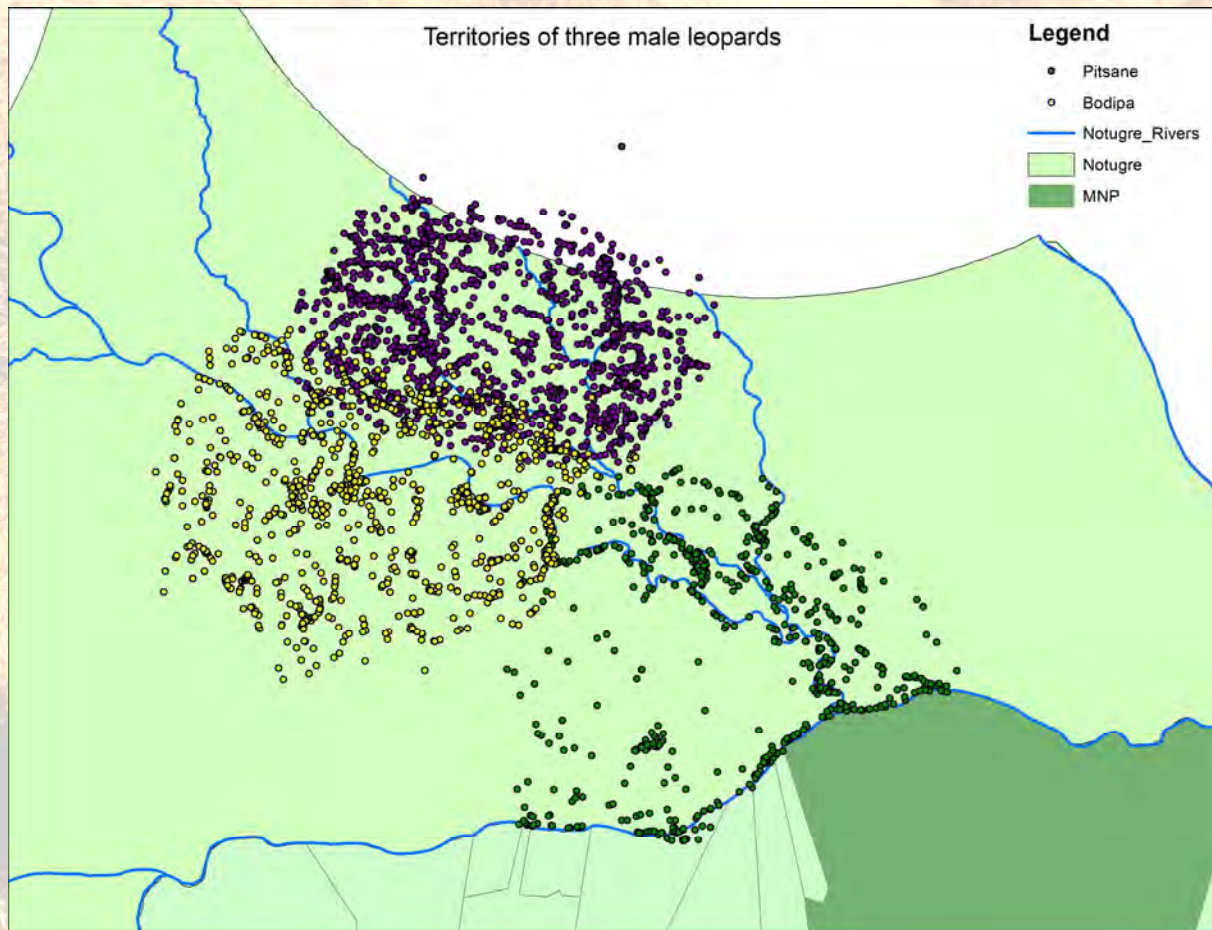 Territories of three male leopards
Legend
Pitsane
Bodipa
Notugre_Rivers
Notugre
MNP